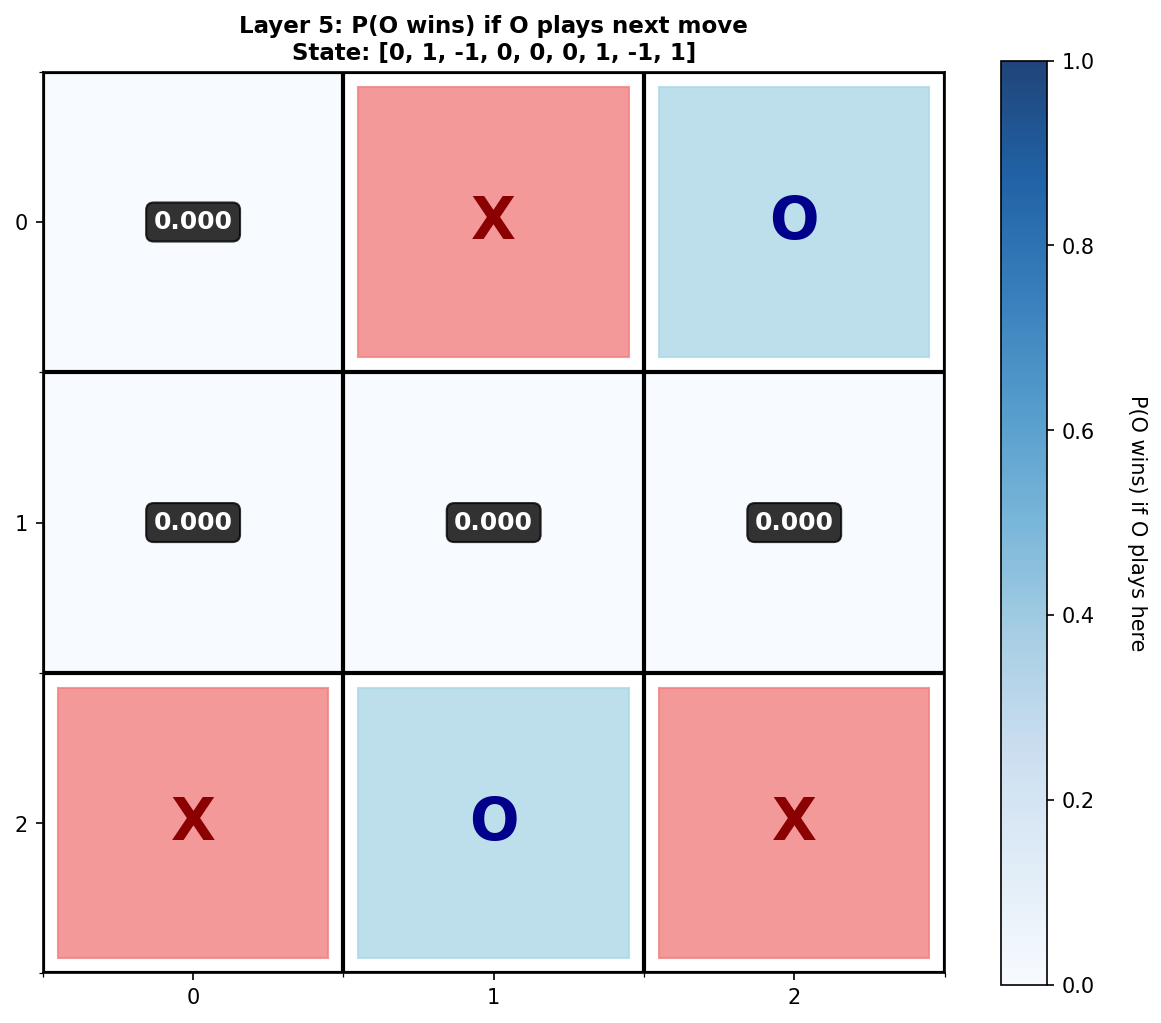 Layer 5: P(O wins) if O plays next move
State: [0, 1, -1, 0, 0, 0, 1, -1, 1]
0
0.000
X
O
1
0.000
0.000
0.000
2
X
O
X
0
1
2
1.0
0.8
0.6
0.4
0.2
0.0
P(O wins) if O plays here